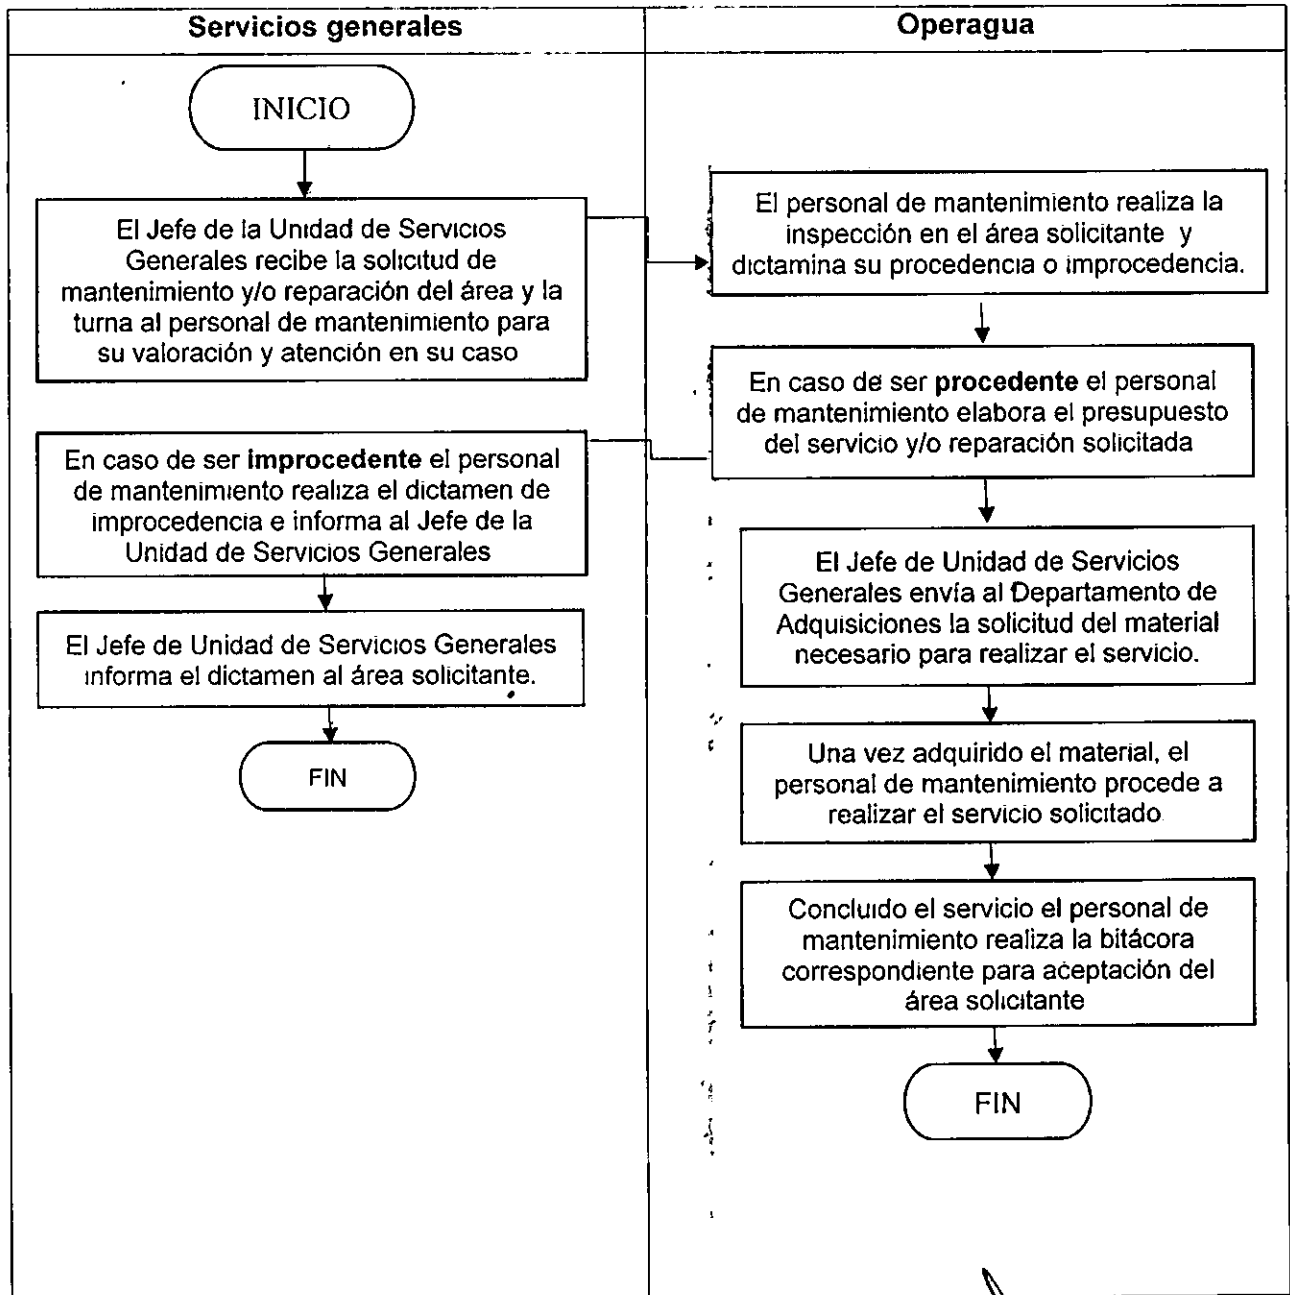 Servicios generales
Operagua
INICIO
El Jefe de la Unidad de Servicios
Generales recibe la solicitud de
mantenimiento y/o reparación del área y la
turna al personal de mantenimiento para
su valoración y atención en su caso
En caso de ser improcedente el personal
de mantenimiento realiza el dictamen de
improcedencia e informa al Jefe de la
Unidad de Servicios Generales
El Jefe de Unidad de Servicios Generales
informa el dictamen al área solicitante.
FIN
El personal de mantenimiento realiza la
inspección en el área solicitante y
dictamina su procedencia o improcedencia.
En caso de ser procedente el personal
de mantenimiento elabora el presupuesto
del servicio y/o reparación solicitada
El Jefe de Unidad de Servicios
Generales envía al Departamento de
Adquisiciones la solicitud del material
necesario para realizar el servicio.
Una vez adquirido el material, el
personal de mantenimiento procede a
realizar el servicio solicitado
Concluido el servicio el personal de
mantenimiento realiza la bitácora
correspondiente para aceptación del
área solicitante
FIN